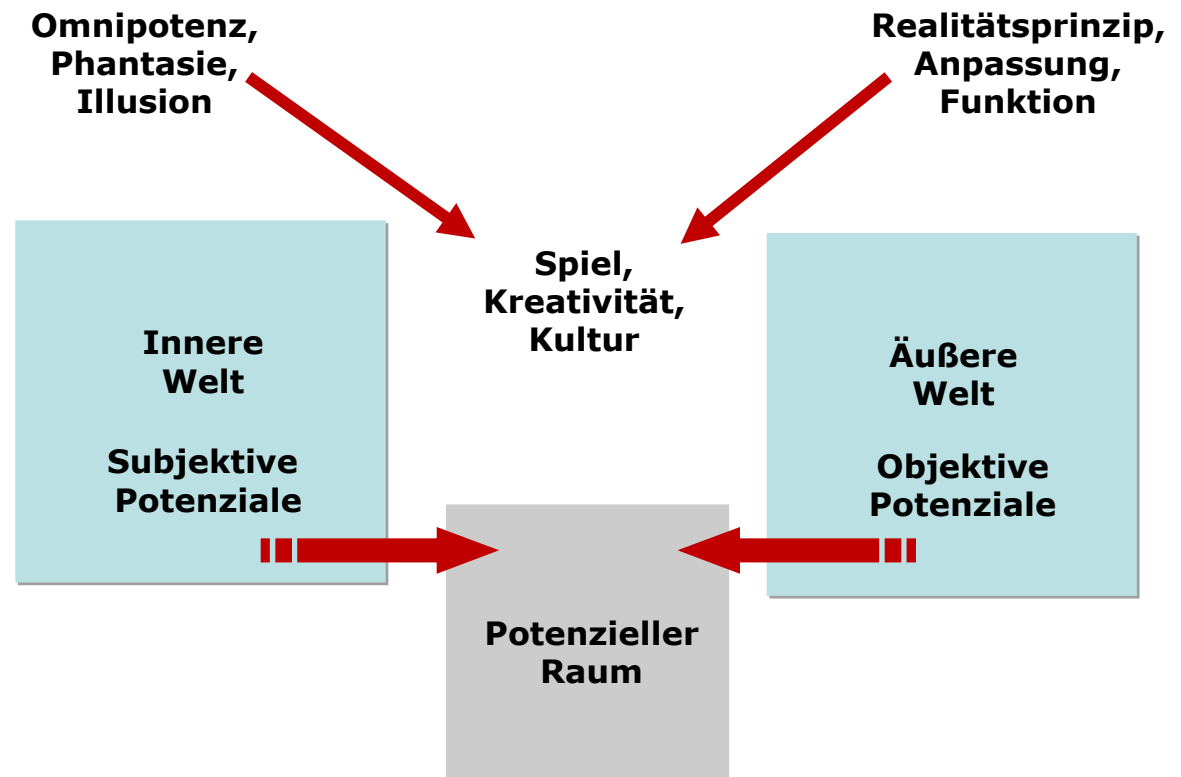 Omnipotenz,
Phantasie,
Illusion
Realitätsprinzip,
Anpassung,
Funktion
Spiel,
Kreativität,
Kultur
Innere
Welt
Subjektive
Potenziale
Äußere
Welt
Objektive
Potenziale
Potenzieller
Raum